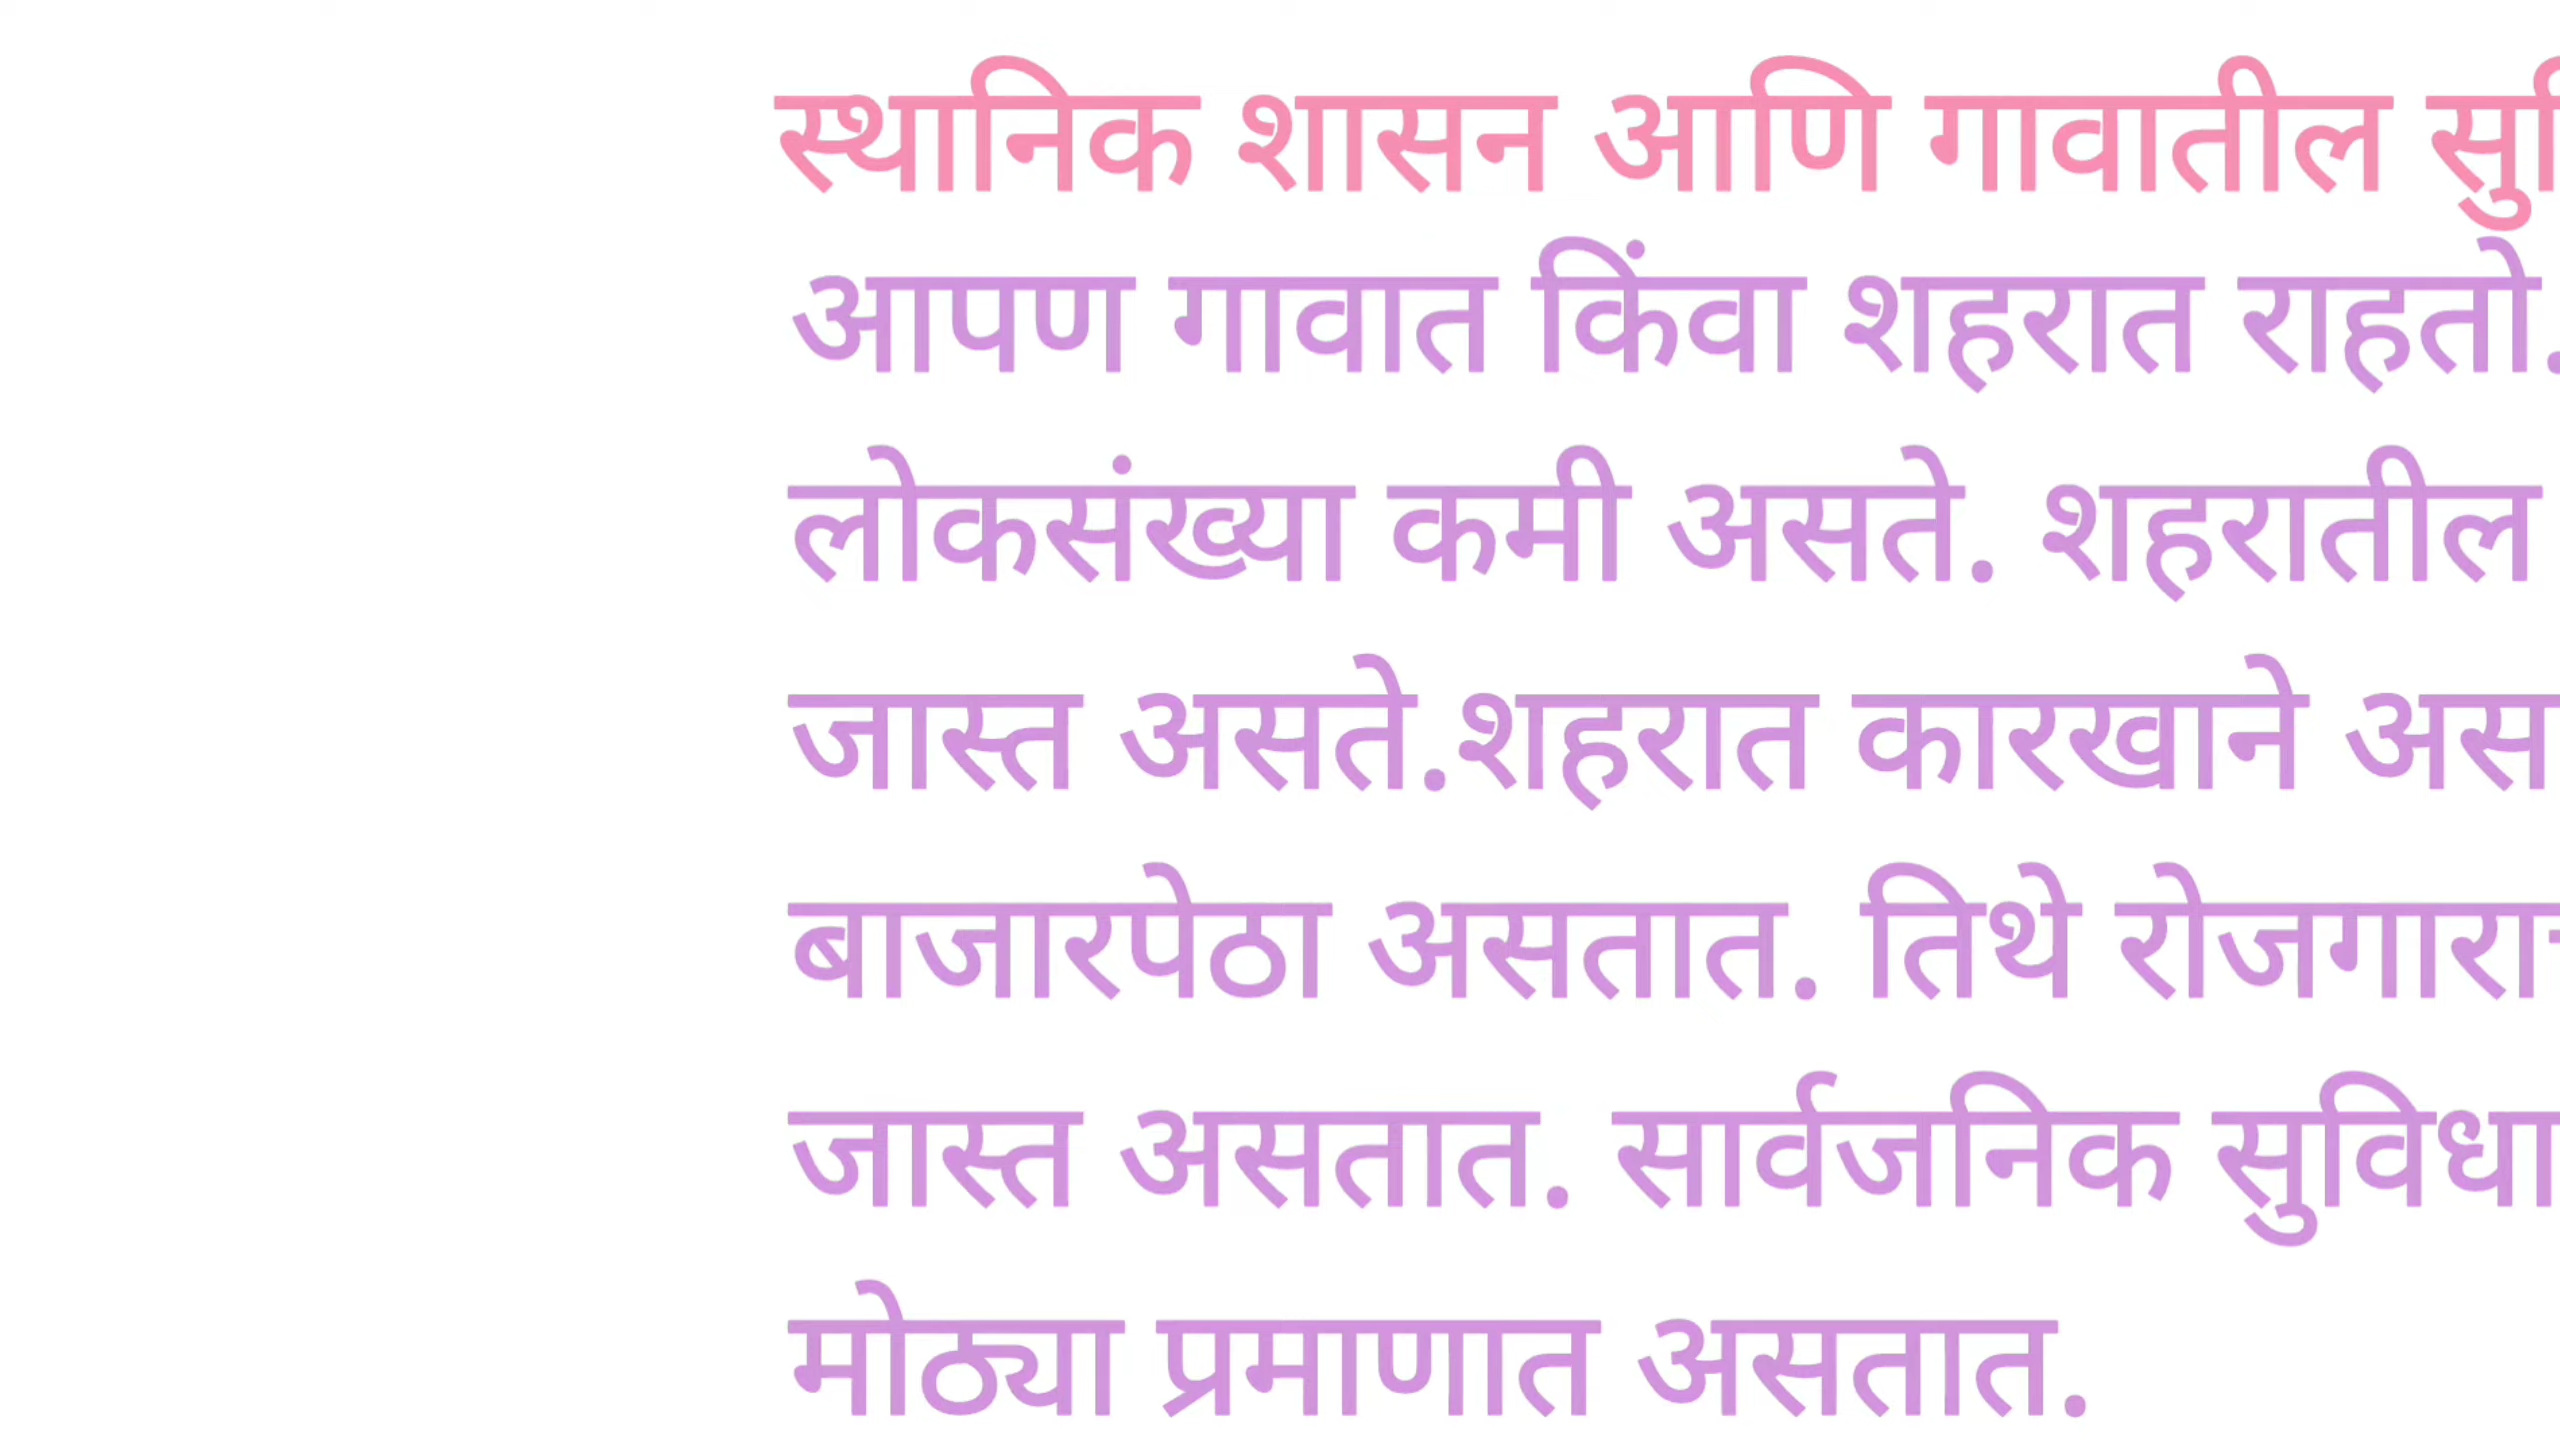 स्थानिक शासन आणि गावातील
आपण गावात किंवा शहरात राहतो.
लोकसंख्या कमी असते. शहरातील
जास्त असते.शहरात कारखाने
बाजारपेठा असतात. तिथे
जास्त असतात. सार्वजनिक सुविधा
मोठ्या प्रमाणात असतात.